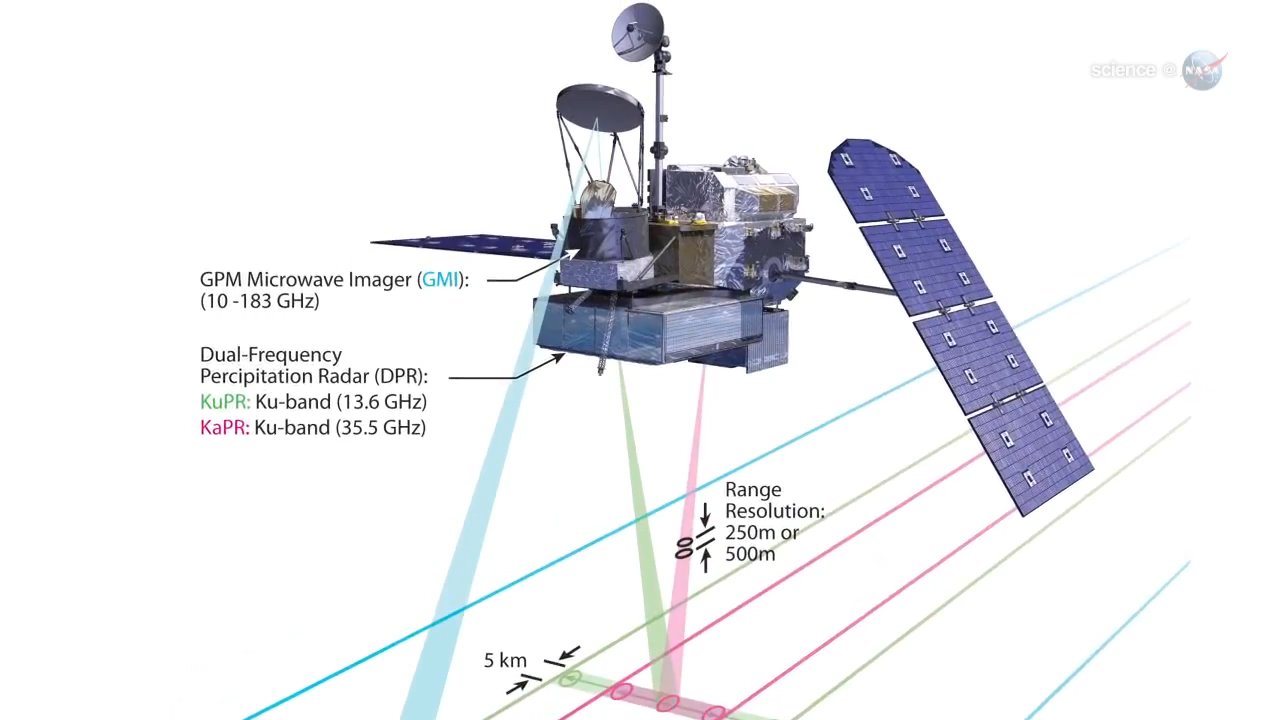 science @ NASA
GPM Microwave Imager (GMI):
(10 -183 GHz)
Dual-Frequency
Percipitation Radar (DPR):
KuPR: Ku-band (13.6 GHz)
KaPR: Ku-band (35.5 GHz)
Range
Resolution:
250m or
500m
5 km